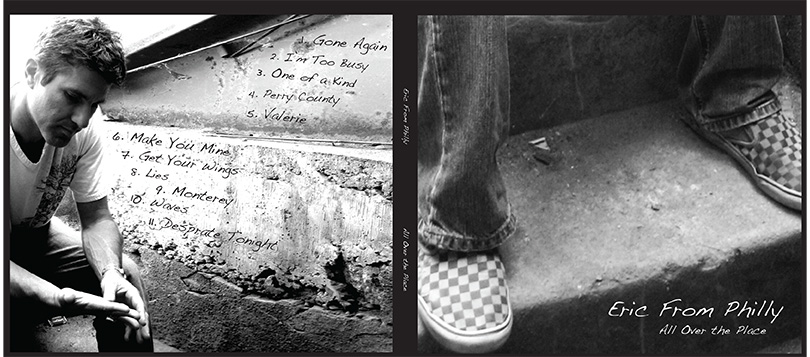 1. Gone Again
2. I'm Too Busy
3. One of a Kind
4. Perry County
5. Valerie
6. Make You Mine
7. Get Your Wings
8. Lies
9. Monterey
10. Waves
11. Desprate Tonight
Eric From Philly
All Over the Place
Eric From Philly
All Over the Place